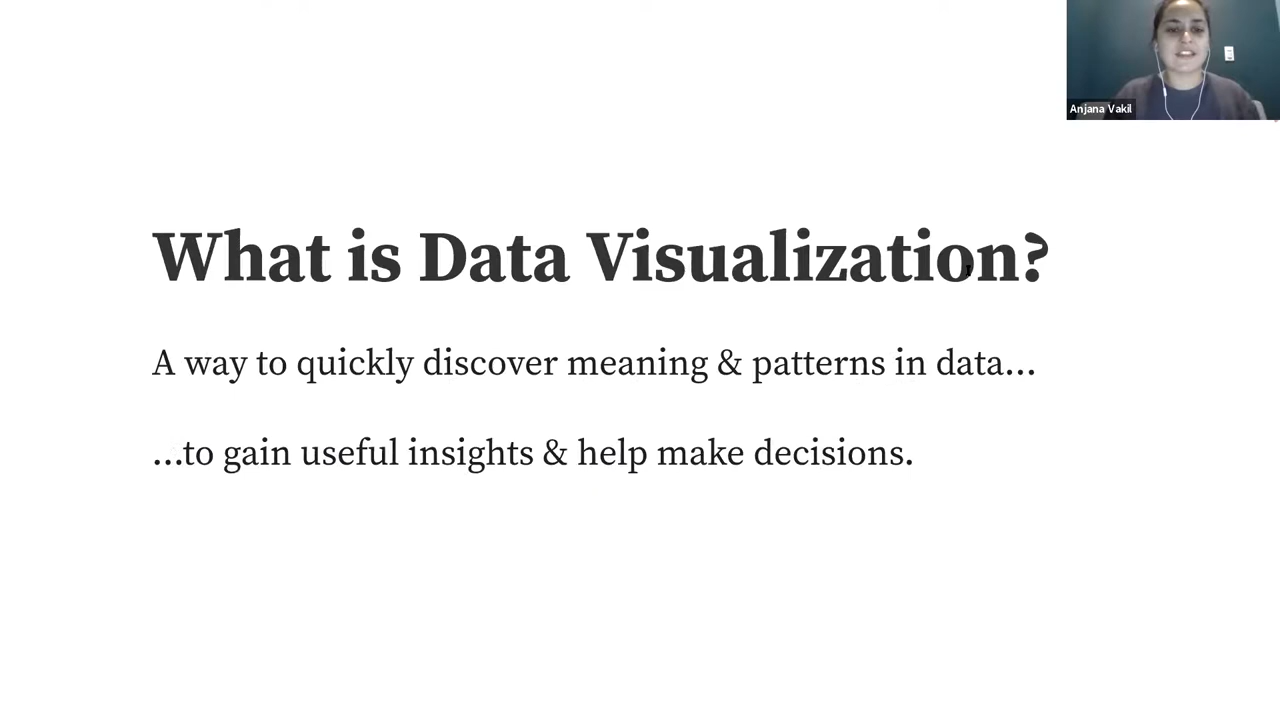 Anjana Vakil
What is Data Visualization?
A way to quickly discover meaning & patterns in data...
...to gain useful insights & help make decisions.